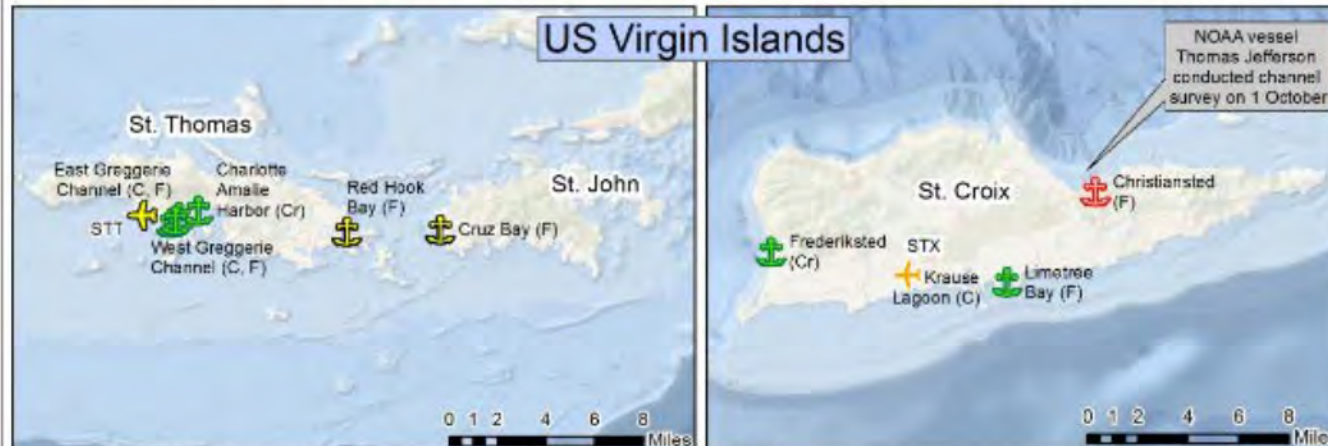 US Virgin Islands
St. Thomas
East Greggerie
Channel (C, F)
Charlotte
Amalie
Harbor (Cr)
STT
West Greggerie
Channel (C, F)
Red Hook
Bay (F)
St. John
Cruz Bay (F)
0 1 2 4 6 8
Miles
NOAA vessel
Thomas Jefferson
conducted channel
survey on 1 October
St. Croix
Christiansted
(F)
Frederiksted
(Cr)
STX
Krause
Lagoon (C)
Limetree
Bay (F)
0 1 2 4 6 8
Miles